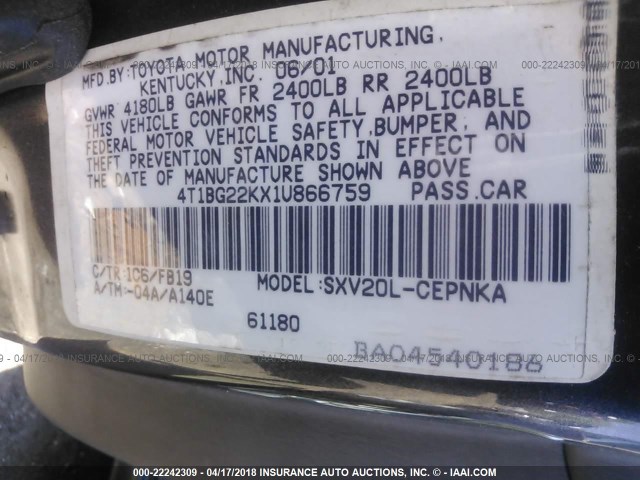 MFD.BY:TOYOTA MOTOR MANUFACTURING,
KENTUCKY,INC. 06/01
GVWR 4180LB GAWR FR 2400LB RR 2400LB
THIS VEHICLE CONFORMS TO ALL APPLICABLE
FEDERAL MOTOR VEHICLE SAFETY,BUMPER, AND
THEFT PREVENTION STANDARDS IN EFFECT ON
THE DATE OF MANUFACTURE SHOWN ABOVE
4T1BG22KX1U866759 PASS.CAR
C/TR:1C6/FB19 MODEL:SXV20L-CEPNKA
A/TM:-04A/A140E
61180
BA04540188
000-22242309 - 04/17/2018 INSURANCE AUTO AUCTIONS, INC. - © - IAAI.COM